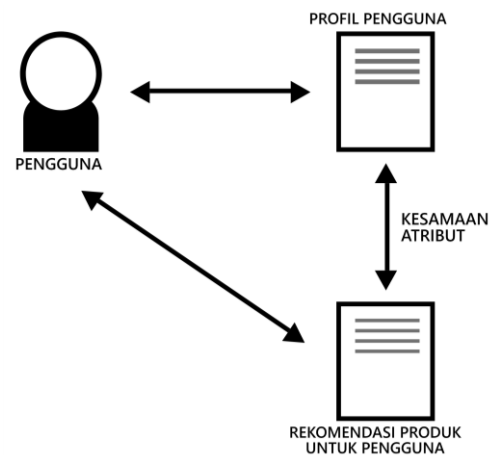 PROFIL PENGGUNA
PENGGUNA
KESAMAAN
ATRIBUT
REKOMENDASI PRODUK
UNTUK PENGGUNA